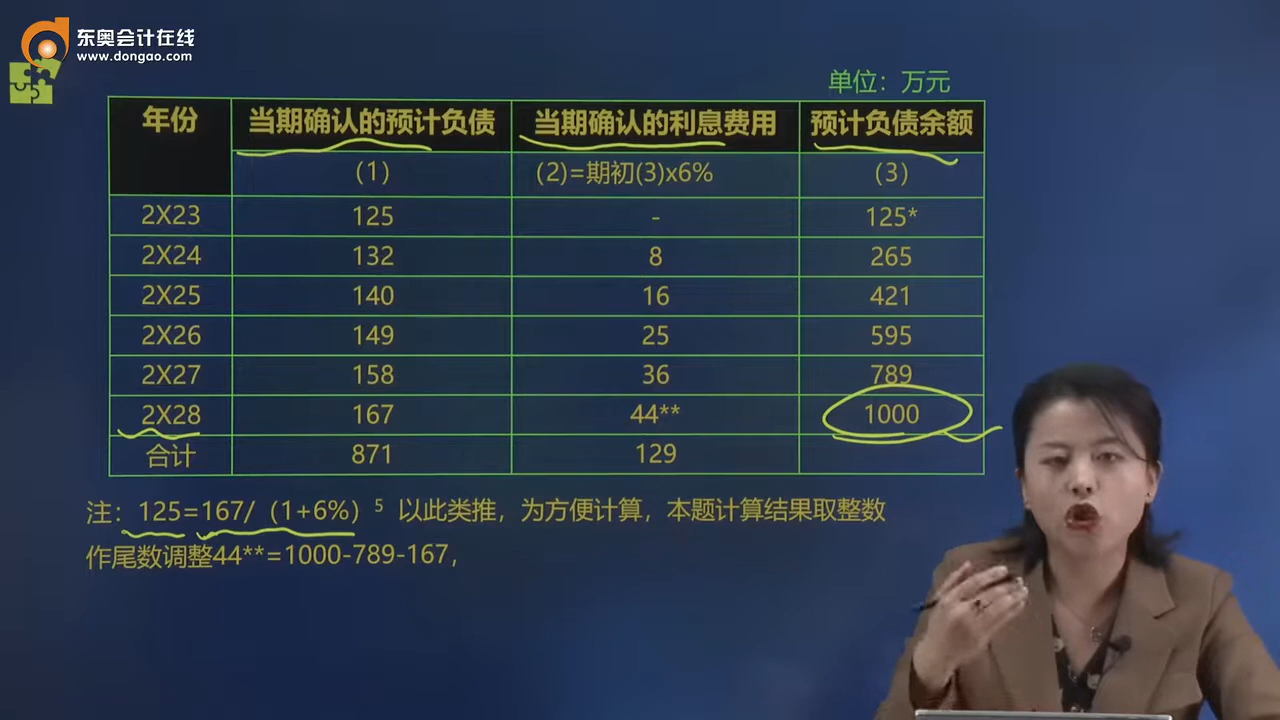 东奥会计在线
www.dongao.com
单位：万元
年份 当期确认的预计负债 当期确认的利息费用 预计负债余额
(1) (2)=期初(3)x6% (3)
2X23 125 - 125*
2X24 132 8 265
2X25 140 16 421
2X26 149 25 595
2X27 158 36 789
2X28 167 44** 1000
合计 871 129
注：125=167/（1+6%）5 以此类推，为方便计算，本题计算结果取整数
作尾数调整44**=1000-789-167,